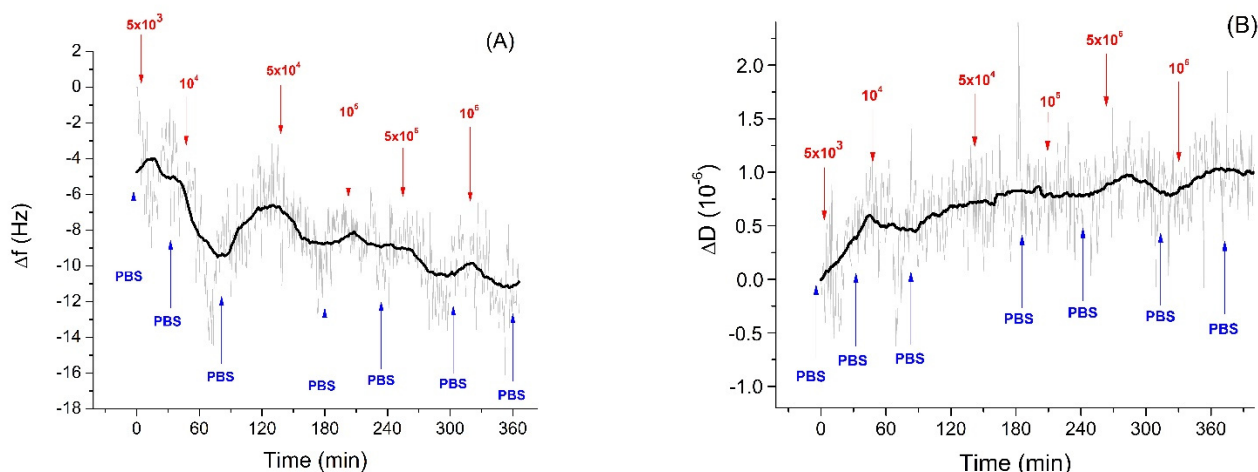 (A)
5x10³
10⁴
5x10⁴
10⁵
5x10⁵
10⁶
2
0
-2
-4
-6
-8
-10
-12
-14
-16
-18
Δf (Hz)
PBS
PBS
PBS
PBS
PBS
PBS
PBS
0 60 120 180 240 300 360
Time (min)
(B)
5x10³
10⁴
5x10⁴
10⁵
5x10⁵
10⁶
2.0
1.5
1.0
0.5
0.0
-0.5
-1.0
ΔD (10⁻⁶)
PBS
PBS
PBS
PBS
PBS
PBS
PBS
0 60 120 180 240 300 360
Time (min)